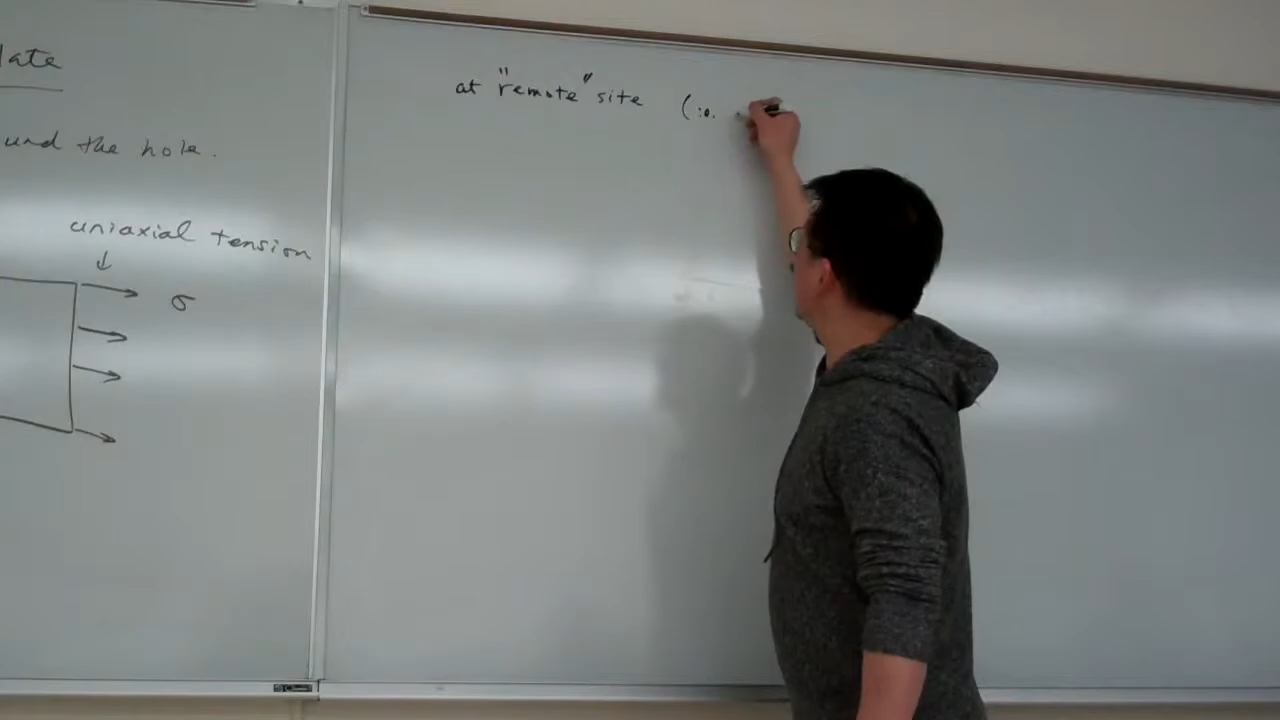 late
und the hole.
uniaxial tension
σ
at "remote" site (i.e.